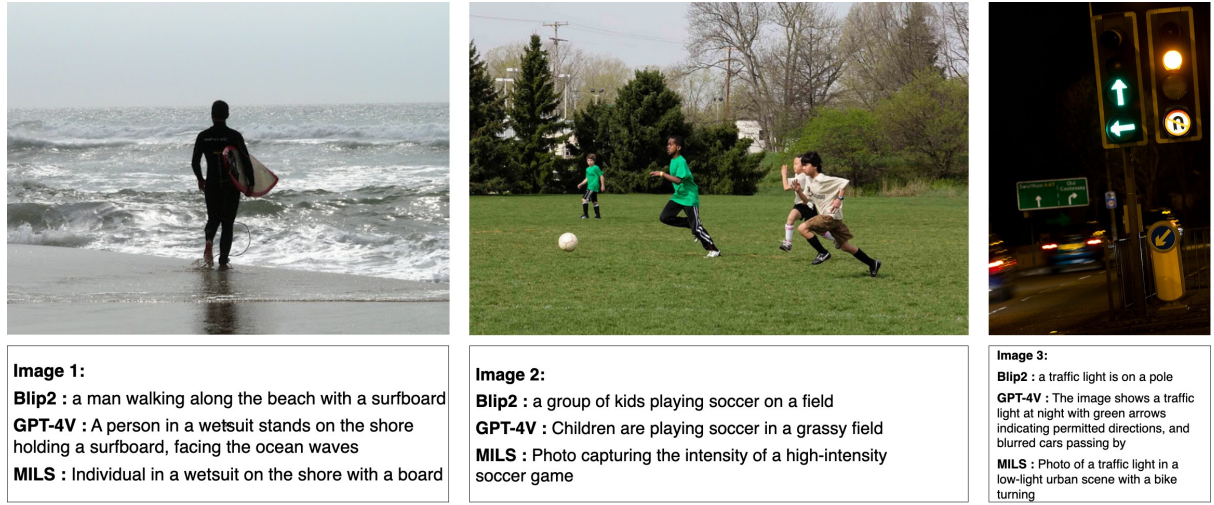 Image 1:
Blip2 : a man walking along the beach with a surfboard
GPT-4V : A person in a wetsuit stands on the shore
holding a surfboard, facing the ocean waves
MILS : Individual in a wetsuit on the shore with a board
Image 2:
Blip2 : a group of kids playing soccer on a field
GPT-4V : Children are playing soccer in a grassy field
MILS : Photo capturing the intensity of a high-intensity
soccer game
Image 3:
Blip2 : a traffic light is on a pole
GPT-4V : The image shows a traffic
light at night with green arrows
indicating permitted directions, and
blurred cars passing by
MILS : Photo of a traffic light in a
low-light urban scene with a bike
turning